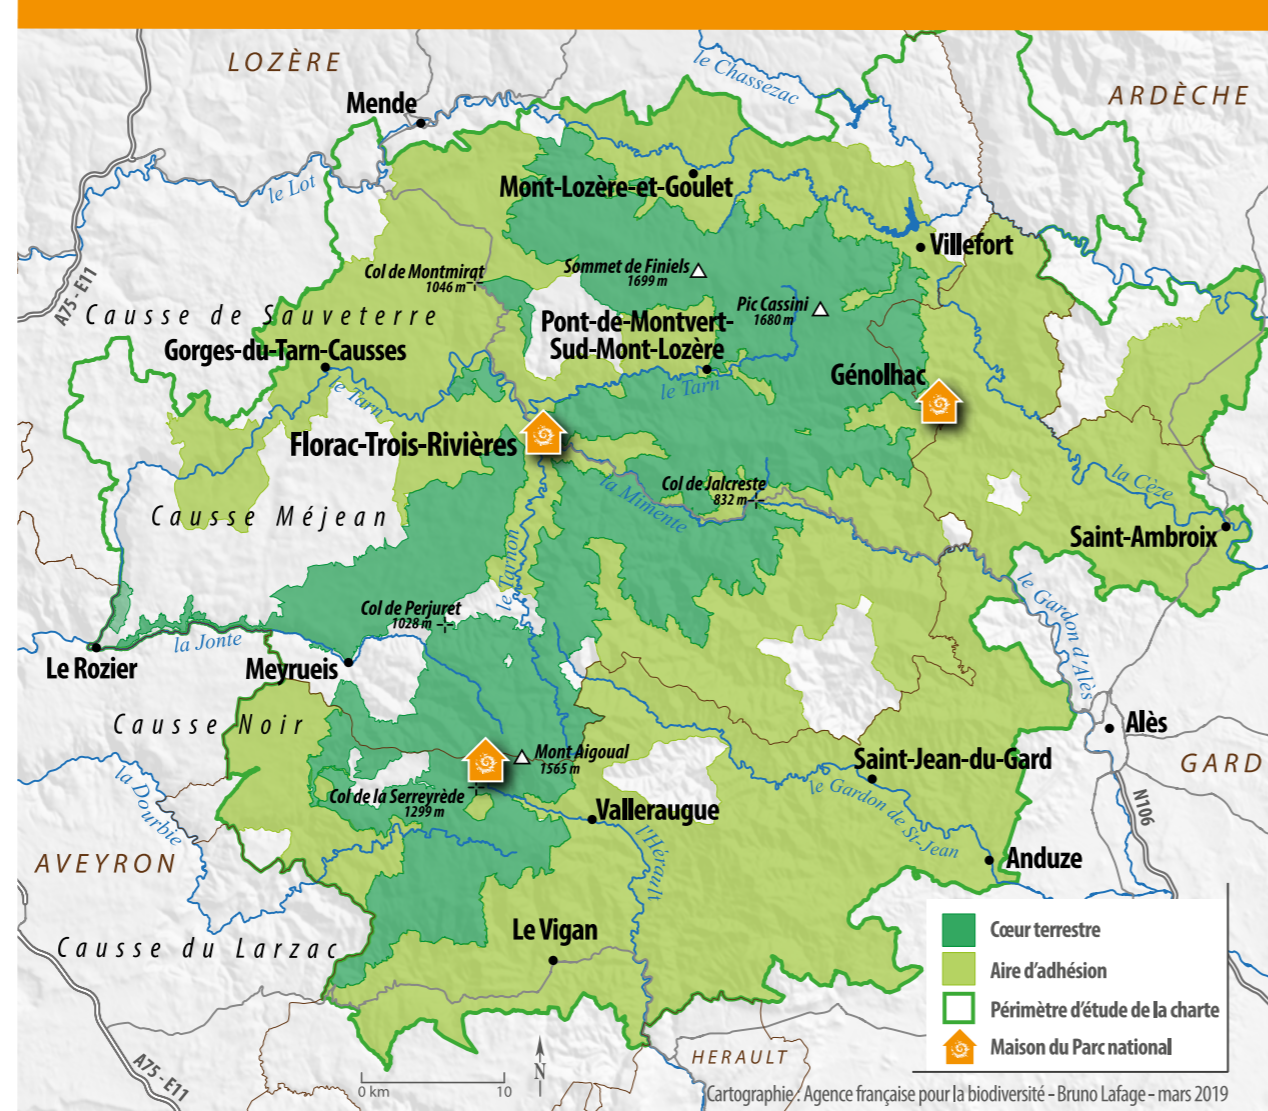 LOZÈRE
le Chassezac
ARDÈCHE
Mende
le Lot
Mont-Lozère-et-Goulet
Villefort
A75 - E11
Col de Montmirat
1046 m
Sommet de Finiels
1699 m
Pic Cassini
1680 m
Causse de Sauveterre
Pont-de-Montvert-
Sud-Mont-Lozère
Gorges-du-Tarn-Causses
Génolhac
le Tarn
le Tarn
Florac-Trois-Rivières
la Mimente
Col de Jalcreste
832 m
la Cèze
Causse Méjean
Saint-Ambroix
le Tarnon
le Gardon d'Alès
Col de Perjuret
1028 m
la Jonte
Le Rozier
Meyrueis
Causse Noir
Alès
Mont Aigoual
1565 m
Saint-Jean-du-Gard
GARD
la Dourbie
Col de la Serreyrède
1299 m
le Gardon de St-Jean
N106
Valleraugue
l'Hérault
AVEYRON
Anduze
Causse du Larzac
Le Vigan
Cœur terrestre
Aire d'adhésion
Périmètre d'étude de la charte
Maison du Parc national
A75 - E11
HERAULT
N
0 km 10
Cartographie : Agence française pour la biodiversité - Bruno Lafage - mars 2019